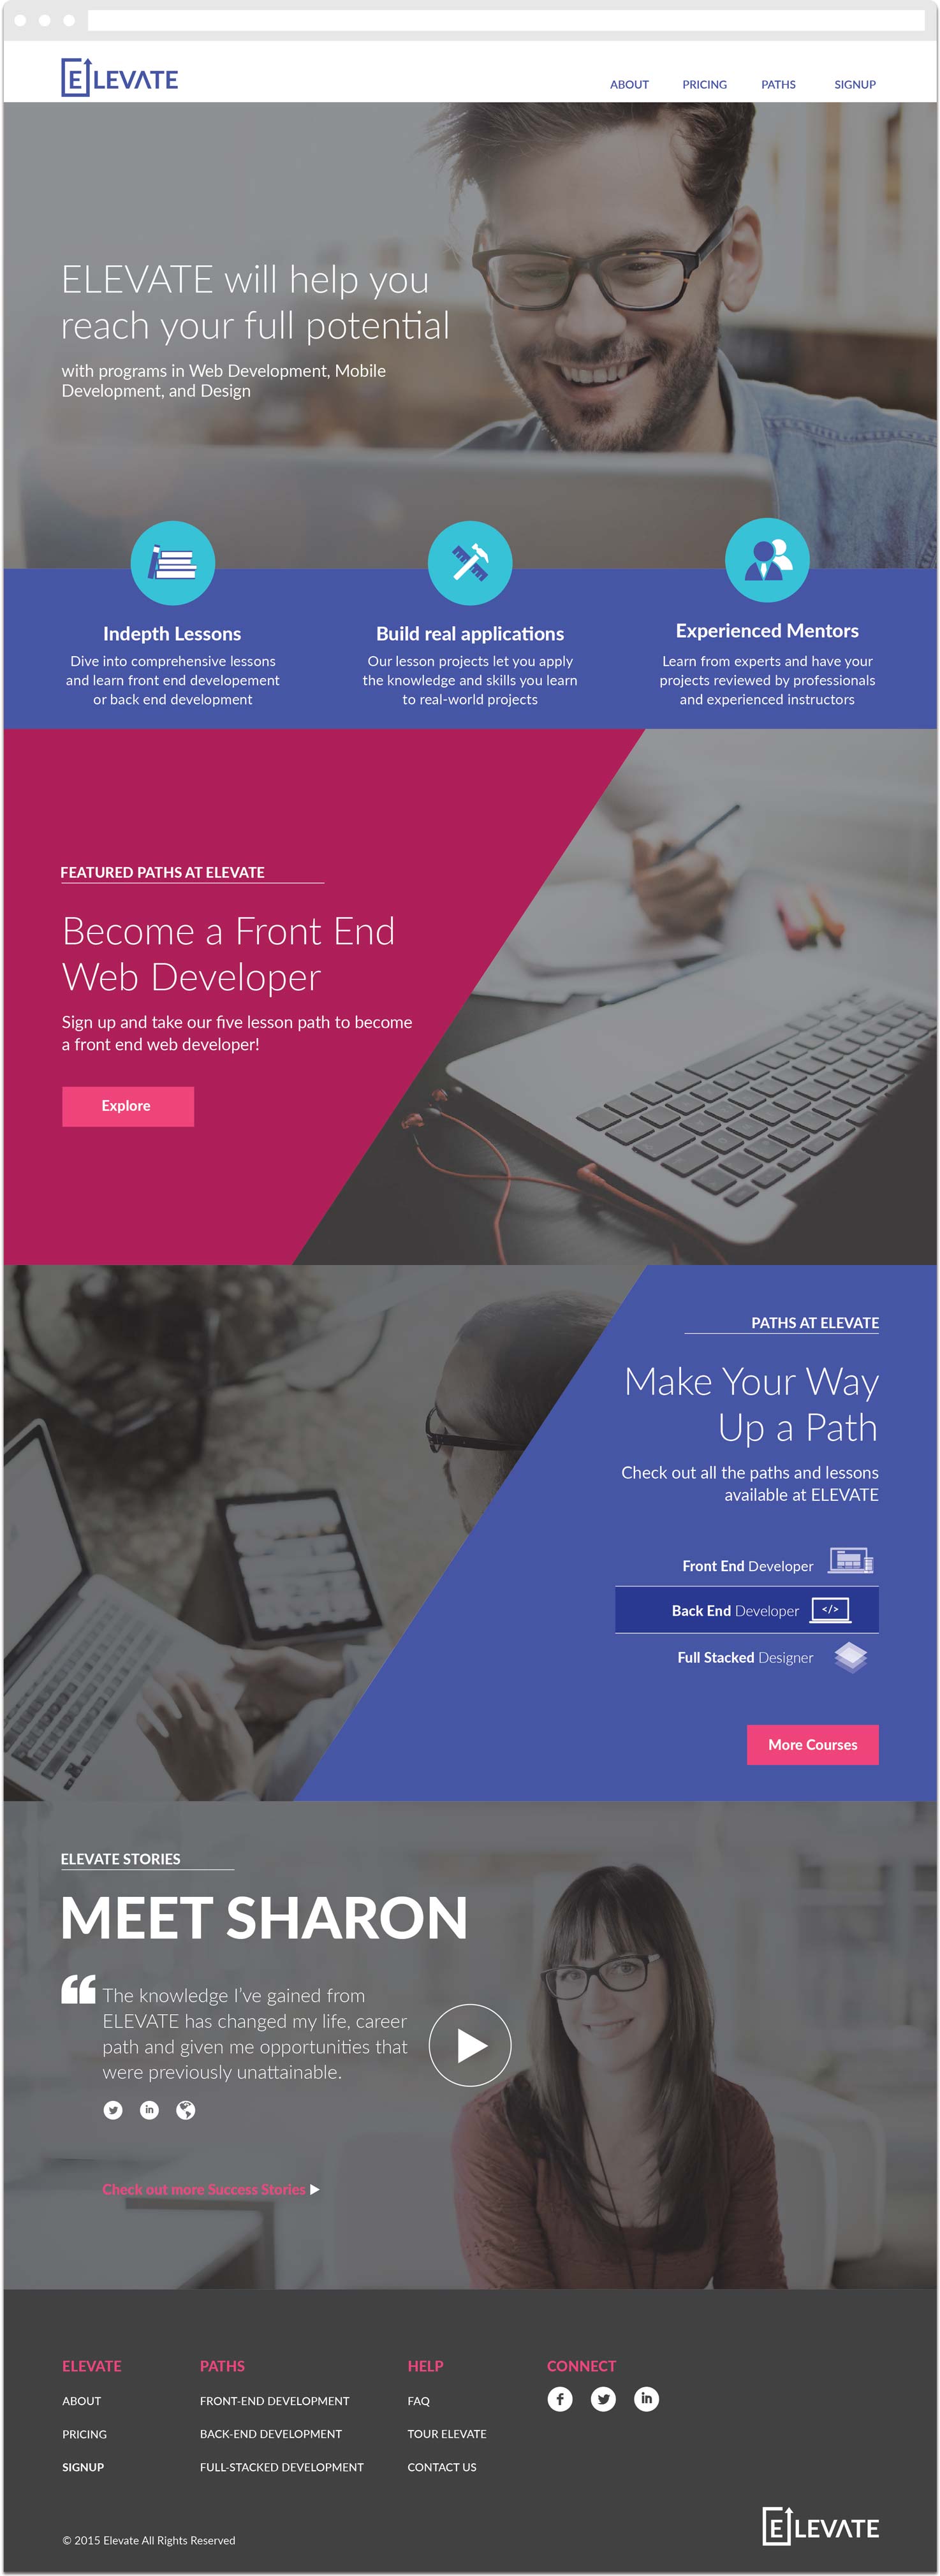 ELEVATE
ABOUT PRICING PATHS SIGNUP
ELEVATE will help you
reach your full potential
with programs in Web Development, Mobile
Development, and Design
Indepth Lessons
Dive into comprehensive lessons
and learn front end developement
or back end development
Build real applications
Our lesson projects let you apply
the knowledge and skills you learn
to real-world projects
Experienced Mentors
Learn from experts and have your
projects reviewed by professionals
and experienced instructors
FEATURED PATHS AT ELEVATE
Become a Front End
Web Developer
Sign up and take our five lesson path to become
a front end web developer!
Explore
PATHS AT ELEVATE
Make Your Way
Up a Path
Check out all the paths and lessons
available at ELEVATE
Front End Developer
Back End Developer </>
Full Stacked Designer
More Courses
ELEVATE STORIES
MEET SHARON
“The knowledge I've gained from
ELEVATE has changed my life, career
path and given me opportunities that
were previously unattainable.
in
Check out more Success Stories
ELEVATE
ABOUT
PRICING
SIGNUP
PATHS
FRONT-END DEVELOPMENT
BACK-END DEVELOPMENT
FULL-STACKED DEVELOPMENT
HELP
FAQ
TOUR ELEVATE
CONTACT US
CONNECT
f in
© 2015 Elevate All Rights Reserved
ELEVATE